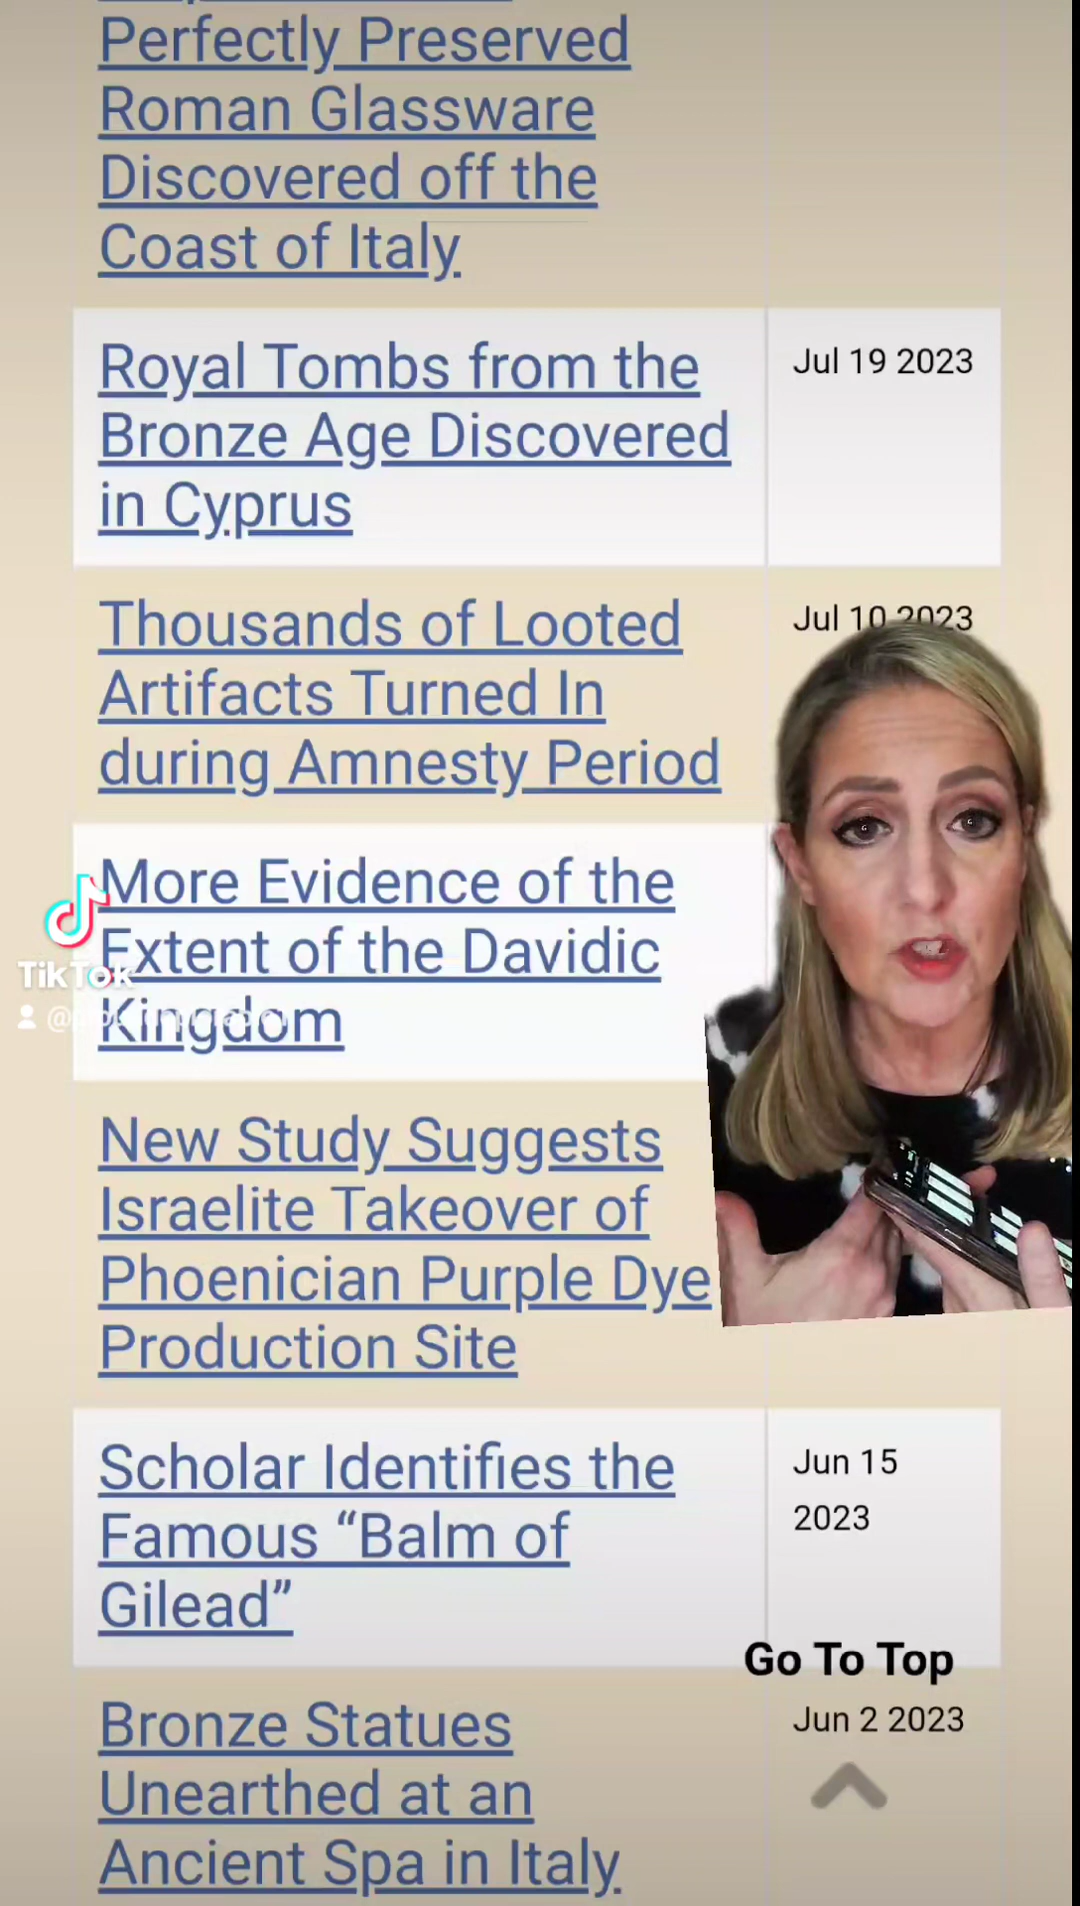 Perfectly Preserved
Roman Glassware
Discovered off the
Coast of Italy
Royal Tombs from the
Bronze Age Discovered
in Cyprus
Jul 19 2023
Thousands of Looted
Artifacts Turned In
during Amnesty Period
Jul 10 2023
More Evidence of the
Extent of the Davidic
Kingdom
TikTok
New Study Suggests
Israelite Takeover of
Phoenician Purple Dye
Production Site
Scholar Identifies the
Famous “Balm of
Gilead”
Jun 15
2023
Go To Top
Bronze Statues
Unearthed at an
Ancient Spa in Italy
Jun 2 2023